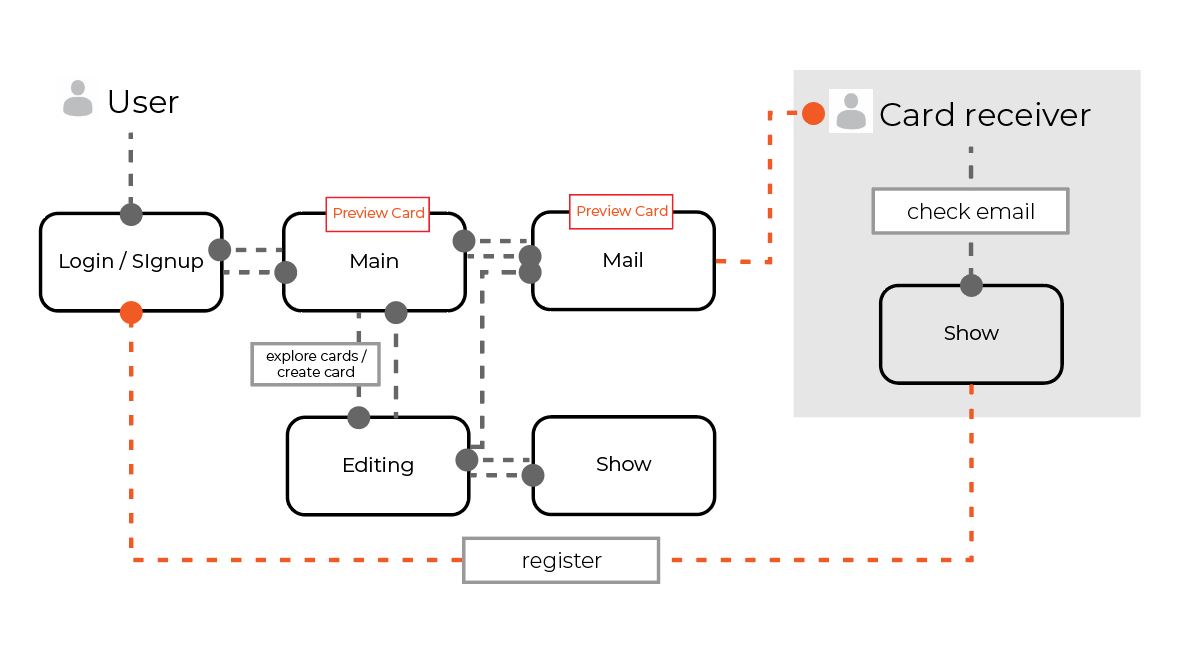 User
Card receiver
check email
Preview Card
Preview Card
Login / SIgnup
Main
Mail
Show
explore cards /
create card
Editing
Show
register